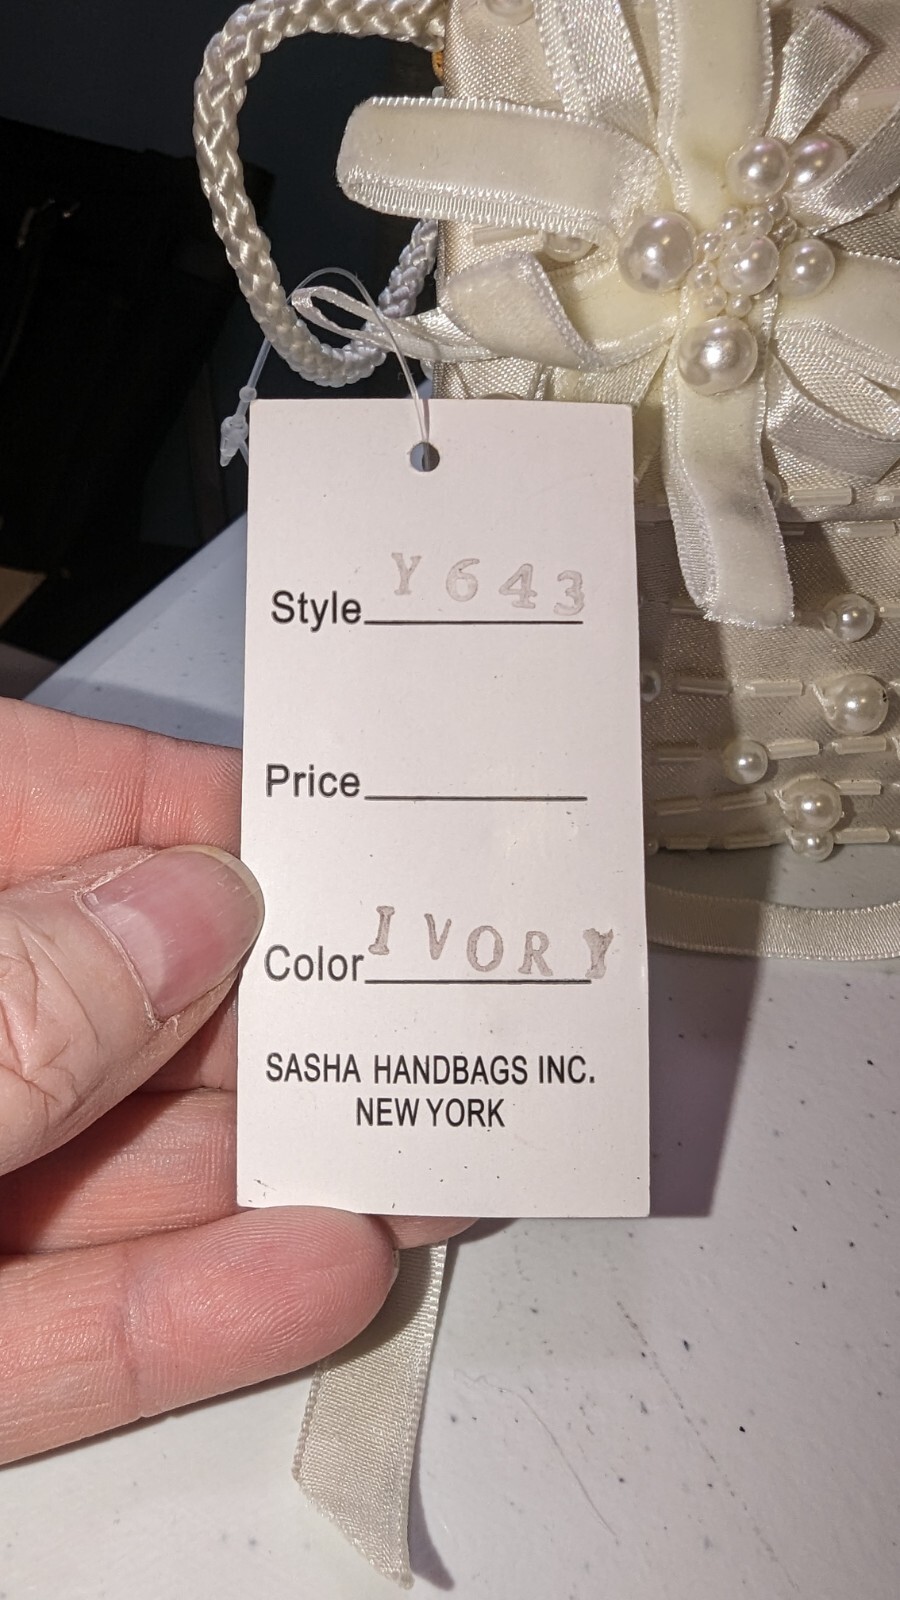 Style Y643
Price
Color IVORY
SASHA HANDBAGS INC.
NEW YORK